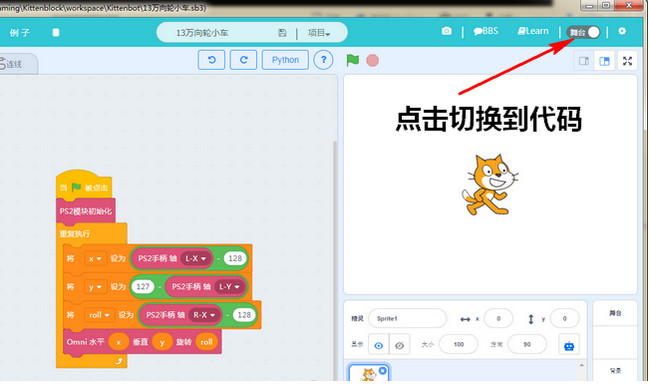 aming\Kittenblock\workspace\Kittenbot\13万向轮小车.sb3)
例子 13万向轮小车 项目 BBS Learn 舞台
连线 Python ?
点击切换到代码
当 被点击
PS2模块初始化
重复执行
将 x 设为 PS2手柄 轴 L-X - 128
将 y 设为 127 - PS2手柄 轴 L-Y
将 roll 设为 PS2手柄 轴 R-X - 128
Omni 水平 x 垂直 y 旋转 roll
精灵 Sprite1 x 0 y 0 舞台
显示 大小 100 方向 90
背景